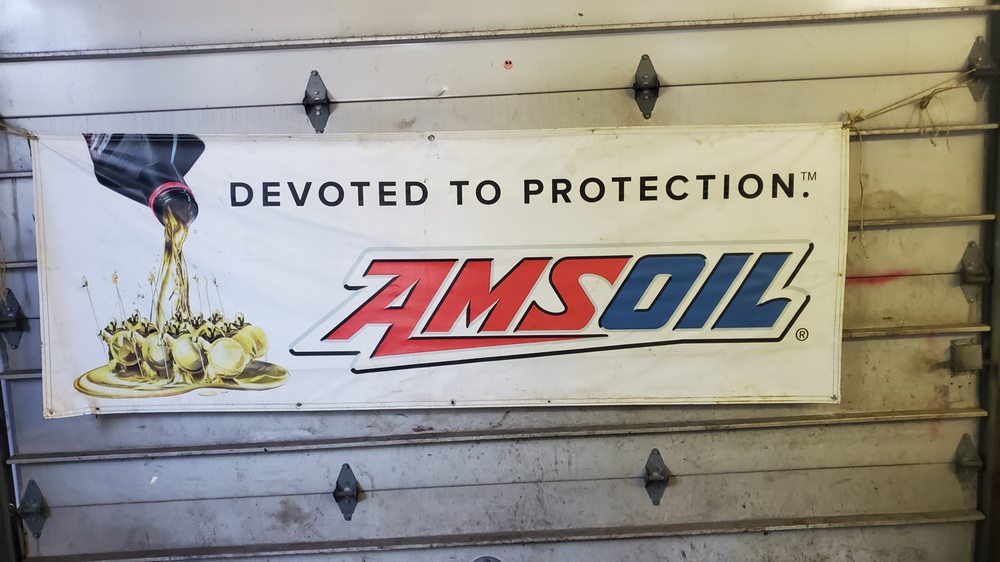 DEVOTED TO PROTECTION.™
AMSOIL®